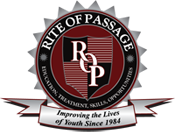 RITE OF PASSAGE
ROP
EDUCATION, TREATMENT, SKILLS, OPPORTUNITIES
Improving the Lives
of Youth Since 1984